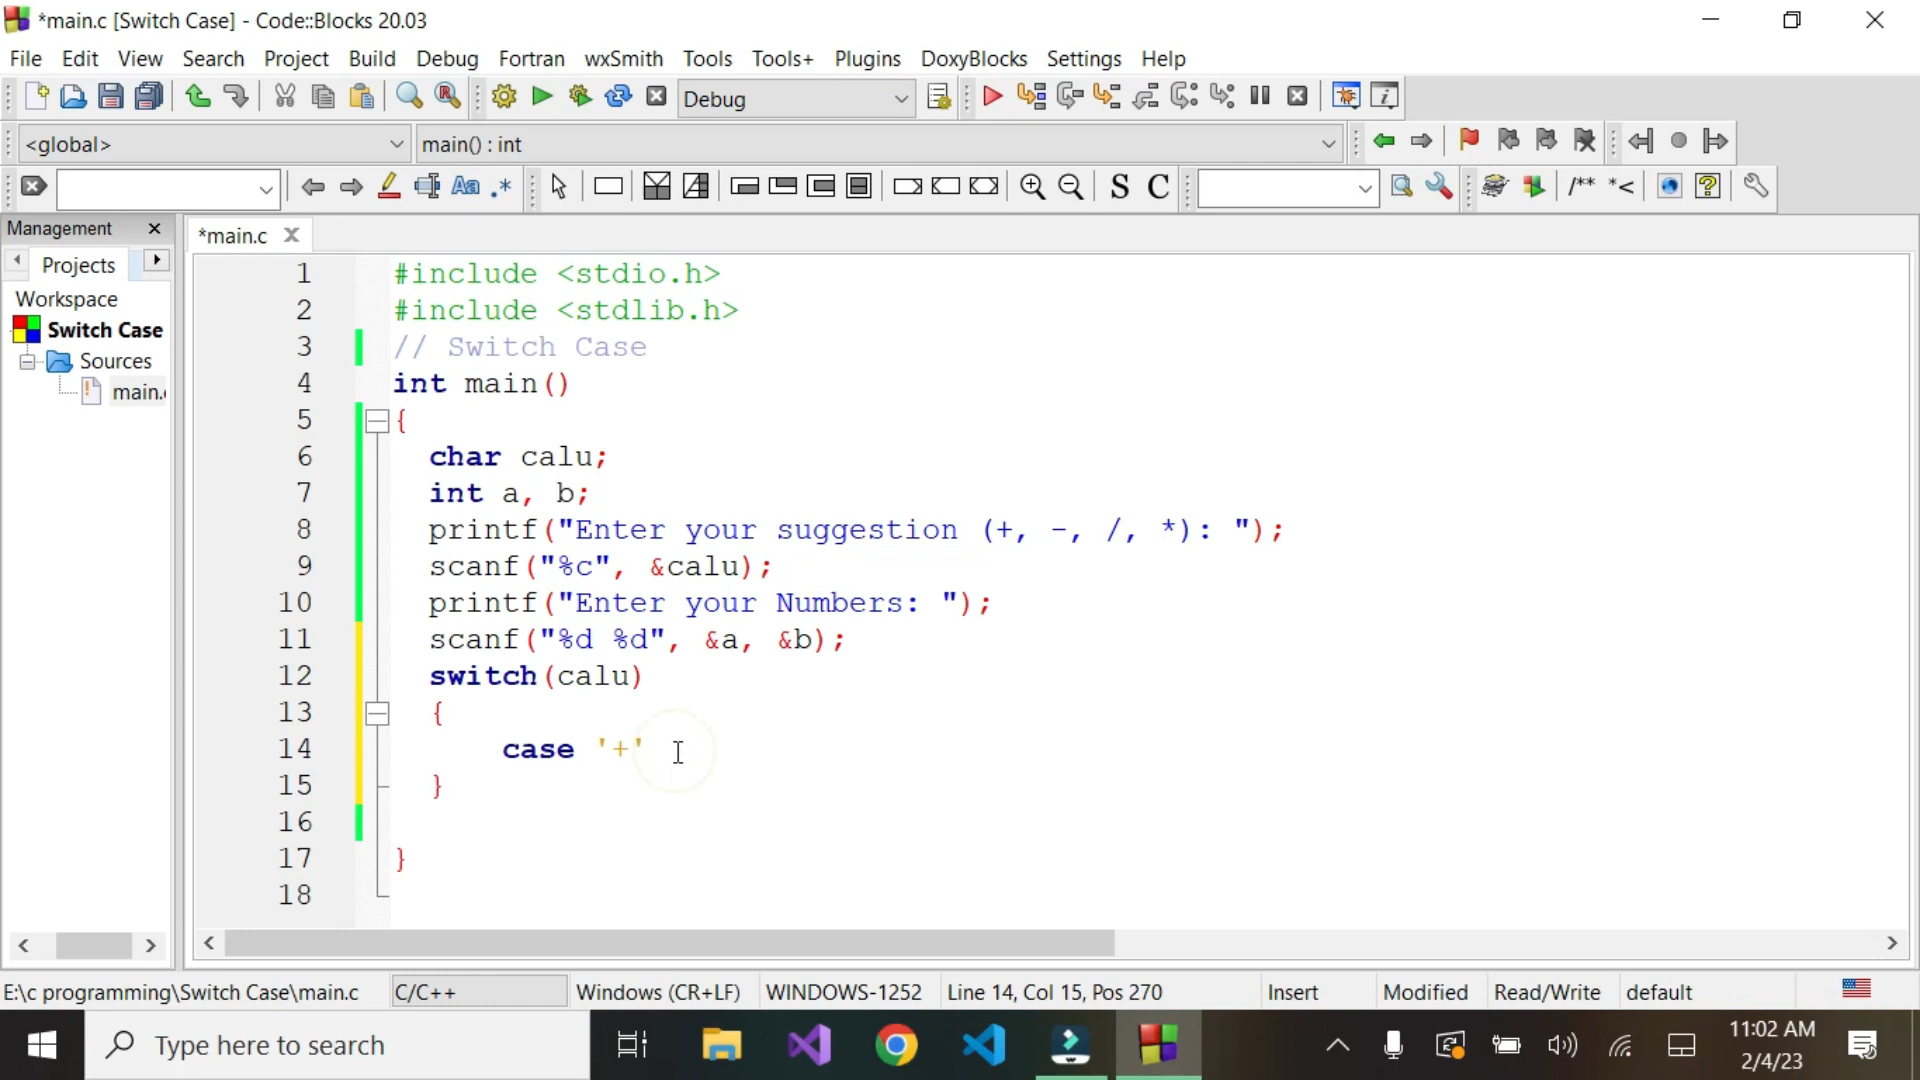 *main.c [Switch Case] - Code::Blocks 20.03
File Edit View Search Project Build Debug Fortran wxSmith Tools Tools+ Plugins DoxyBlocks Settings Help
Debug
<global> main() : int
S C /** *<
Management
*main.c
Projects
Workspace
Switch Case
Sources
main.
1 #include <stdio.h>
2 #include <stdlib.h>
3 // Switch Case
4 int main()
5 {
6 char calu;
7 int a, b;
8 printf("Enter your suggestion (+, -, /, *): ");
9 scanf("%c", &calu);
10 printf("Enter your Numbers: ");
11 scanf("%d %d", &a, &b);
12 switch(calu)
13 {
14 case '+'
15 }
16
17 }
18
E:\c programming\Switch Case\main.c C/C++ Windows (CR+LF) WINDOWS-1252 Line 14, Col 15, Pos 270 Insert Modified Read/Write default
Type here to search
11:02 AM
2/4/23